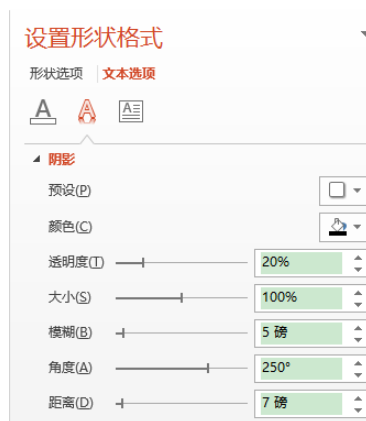 设置形状格式
形状选项 文本选项
阴影
预设(P)
颜色(C)
透明度(T) 20%
大小(S) 100%
模糊(B) 5 磅
角度(A) 250°
距离(D) 7 磅